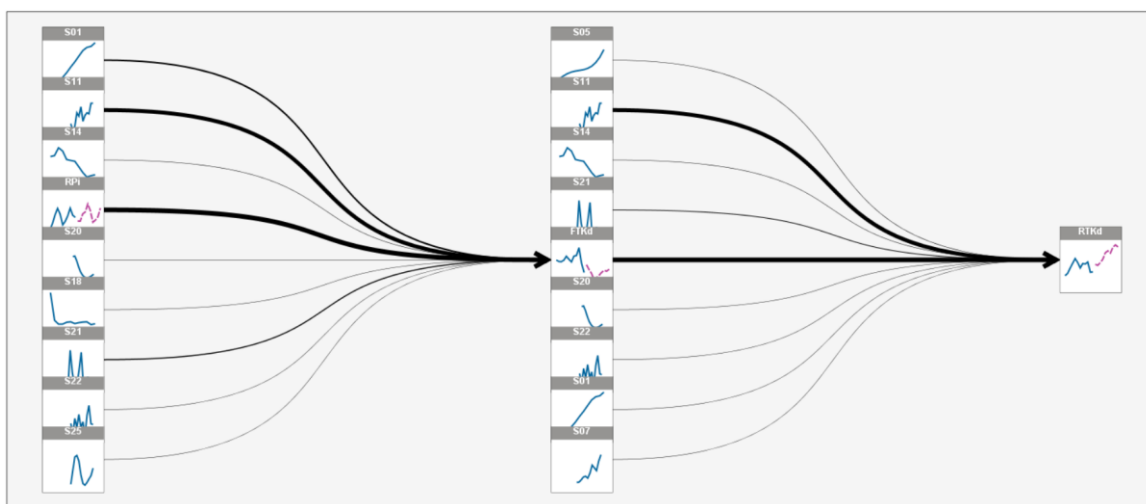 S01
S11
S14
RPi
S20
S18
S21
S22
S25
S05
S11
S14
S21
FTKd
S20
S22
S01
S07
RTKd